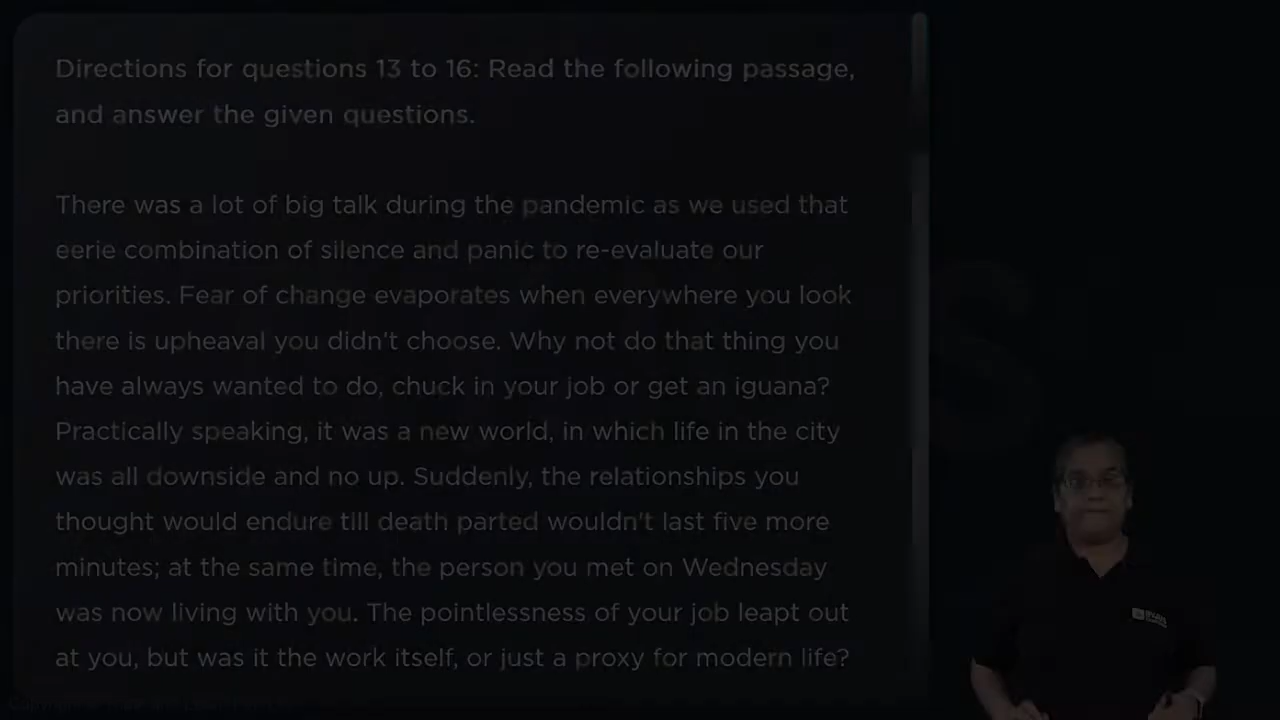 Directions for questions 13 to 16: Read the following passage,
and answer the given questions.
There was a lot of big talk during the pandemic as we used that
eerie combination of silence and panic to re-evaluate our
priorities. Fear of change evaporates when everywhere you look
there is upheaval you didn't choose. Why not do that thing you
have always wanted to do, chuck in your job or get an iguana?
Practically speaking, it was a new world, in which life in the city
was all downside and no up. Suddenly, the relationships you
thought would endure till death parted wouldn't last five more
minutes; at the same time, the person you met on Wednesday
was now living with you. The pointlessness of your job leapt out
at you, but was it the work itself, or just a proxy for modern life?